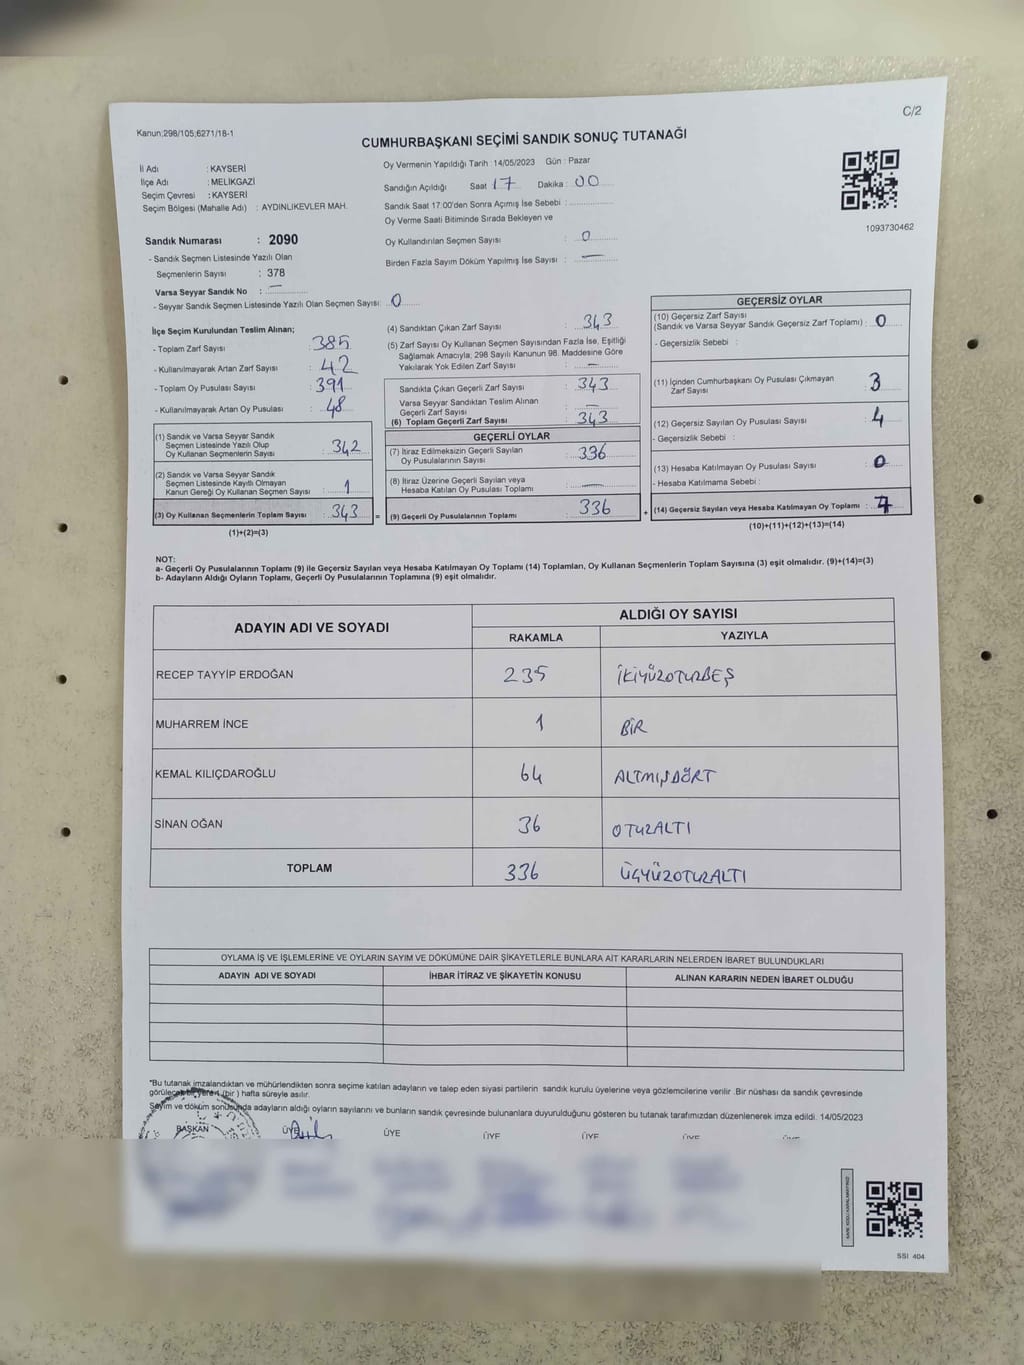 C/2
Kanun;298/105;6271/18-1
CUMHURBAŞKANI SEÇİMİ SANDIK SONUÇ TUTANAĞI
İl Adı : KAYSERİ
İlçe Adı : MELİKGAZİ
Seçim Çevresi : KAYSERİ
Seçim Bölgesi (Mahalle Adı) : AYDINLIKEVLER MAH.
Oy Vermenin Yapıldığı Tarih : 14/05/2023 Gün : Pazar
Sandığın Açıldığı Saat 17 Dakika : 00
Sandık Saat 17:00'den Sonra Açımış İse Sebebi :
Oy Verme Saati Bitiminde Sırada Bekleyen ve
Oy Kullandırılan Seçmen Sayısı : 0
Birden Fazla Sayım Döküm Yapılmış İse Sayısı : —
1093730462
Sandık Numarası : 2090
- Sandık Seçmen Listesinde Yazılı Olan
Seçmenlerin Sayısı : 378
Varsa Seyyar Sandık No : —
- Seyyar Sandık Seçmen Listesinde Yazılı Olan Seçmen Sayısı: 0
İlçe Seçim Kurulundan Teslim Alınan;
- Toplam Zarf Sayısı : 385
- Kullanılmayarak Artan Zarf Sayısı : 42
- Toplam Oy Pusulası Sayısı : 391
- Kullanılmayarak Artan Oy Pusulası : 48
(1) Sandık ve Varsa Seyyar Sandık
Seçmen Listesinde Yazılı Olup
Oy Kullanan Seçmenlerin Sayısı : 342
(2) Sandık ve Varsa Seyyar Sandık
Seçmen Listesinde Kayıtlı Olmayan
Kanun Gereği Oy Kullanan Seçmen Sayısı : 1
(3) Oy Kullanan Seçmenlerin Toplam Sayısı : 343 =
(1)+(2)=(3)
(4) Sandıktan Çıkan Zarf Sayısı : 343
(5) Zarf Sayısı Oy Kullanan Seçmen Sayısından Fazla İse, Eşitliği
Sağlamak Amacıyla; 298 Sayılı Kanunun 98. Maddesine Göre
Yakılarak Yok Edilen Zarf Sayısı : —
Sandıkta Çıkan Geçerli Zarf Sayısı : 343
Varsa Seyyar Sandıktan Teslim Alınan
Geçerli Zarf Sayısı : —
(6) Toplam Geçerli Zarf Sayısı : 343
GEÇERLİ OYLAR
(7) İtiraz Edilmeksizin Geçerli Sayılan
Oy Pusulalarının Sayısı : 336
(8) İtiraz Üzerine Geçerli Sayılan veya
Hesaba Katılan Oy Pusulası Toplamı : —
(9) Geçerli Oy Pusulalarının Toplamı : 336 +
GEÇERSİZ OYLAR
(10) Geçersiz Zarf Sayısı
(Sandık ve Varsa Seyyar Sandık Geçersiz Zarf Toplamı) : 0
- Geçersizlik Sebebi :
(11) İçinden Cumhurbaşkanı Oy Pusulası Çıkmayan
Zarf Sayısı : 3
(12) Geçersiz Sayılan Oy Pusulası Sayısı : 4
- Geçersizlik Sebebi :
(13) Hesaba Katılmayan Oy Pusulası Sayısı : 0
- Hesaba Katılmama Sebebi :
(14) Geçersiz Sayılan veya Hesaba Katılmayan Oy Toplamı : 7
(10)+(11)+(12)+(13)=(14)
NOT:
a- Geçerli Oy Pusulasının Toplamı (9) ile Geçersiz Sayılan veya Hesaba Katılmayan Oy Toplamı (14) Toplamları, Oy Kullanan Seçmenlerin Toplam Sayısına (3) eşit olmalıdır. (9)+(14)=(3)
b- Adayların Aldığı Oyların Toplamı, Geçerli Oy Pusulalarının Toplamına (9) eşit olmalıdır.
ADAYIN ADI VE SOYADI ALDIĞI OY SAYISI
RAKAMLA YAZIYLA
RECEP TAYYİP ERDOĞAN 235 İKİYÜZOTUZBEŞ
MUHARREM İNCE 1 BİR
KEMAL KILIÇDAROĞLU 64 ALTMIŞDÖRT
SİNAN OĞAN 36 OTUZALTI
TOPLAM 336 ÜÇYÜZOTUZALTI
OYLAMA İŞ VE İŞLEMLERİNE VE OYLARIN SAYIM VE DÖKÜMÜNE DAİR ŞİKAYETLERLE BUNLARA AİT KARARLARIN NELERDEN İBARET BULUNDUKLARI
ADAYIN ADI VE SOYADI İHBAR İTİRAZ VE ŞİKAYETİN KONUSU ALINAN KARARIN NEDEN İBARET OLDUĞU
*Bu tutanak imzalandıktan ve mühürlendikten sonra seçime katılan adayların ve talep eden siyasi partilerin sandık kurulu üyelerine veya gözlemcilerine verilir .Bir nüshası da sandık çevresinde
görülecek bir yere 1 (bir ) hafta süreyle asılır.
Sayım ve döküm sonusunda adayların aldığı oyların sayılarını ve bunların sandık çevresinde bulunanlara duyurulduğunu gösteren bu tutanak tarafımızdan düzenlenerek imza edildi. 14/05/2023
BAŞKAN ÜYE ÜYE ÜYE ÜYE ÜYE
SSI 404